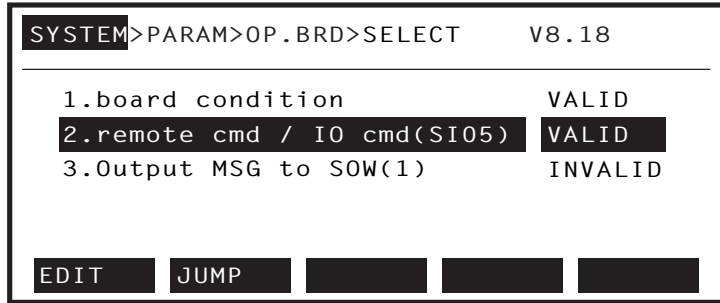 SYSTEM>PARAM>OP.BRD>SELECT V8.18
1.board condition VALID
2.remote cmd / IO cmd(SIO5) VALID
3.Output MSG to SOW(1) INVALID
EDIT JUMP